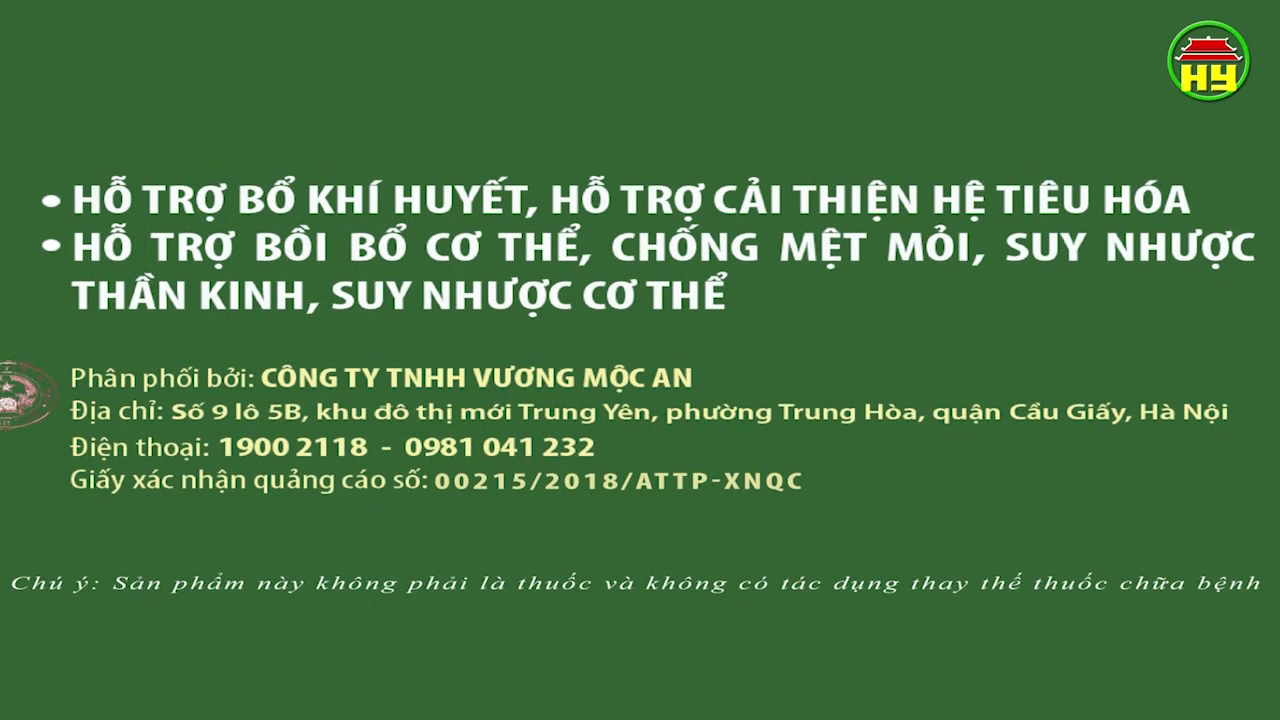 HY
• HỖ TRỢ BỔ KHÍ HUYẾT, HỖ TRỢ CẢI THIỆN HỆ TIÊU HÓA
• HỖ TRỢ BỒI BỔ CƠ THỂ, CHỐNG MỆT MỎI, SUY NHƯỢC
THẦN KINH, SUY NHƯỢC CƠ THỂ
Phân phối bởi: CÔNG TY TNHH VƯƠNG MỘC AN
Địa chỉ: Số 9 lô 5B, khu đô thị mới Trung Yên, phường Trung Hòa, quận Cầu Giấy, Hà Nội
Điện thoại: 1900 2118 - 0981 041 232
Giấy xác nhận quảng cáo số: 00215/2018/ATTP-XNQC
Chú ý: Sản phẩm này không phải là thuốc và không có tác dụng thay thế thuốc chữa bệnh